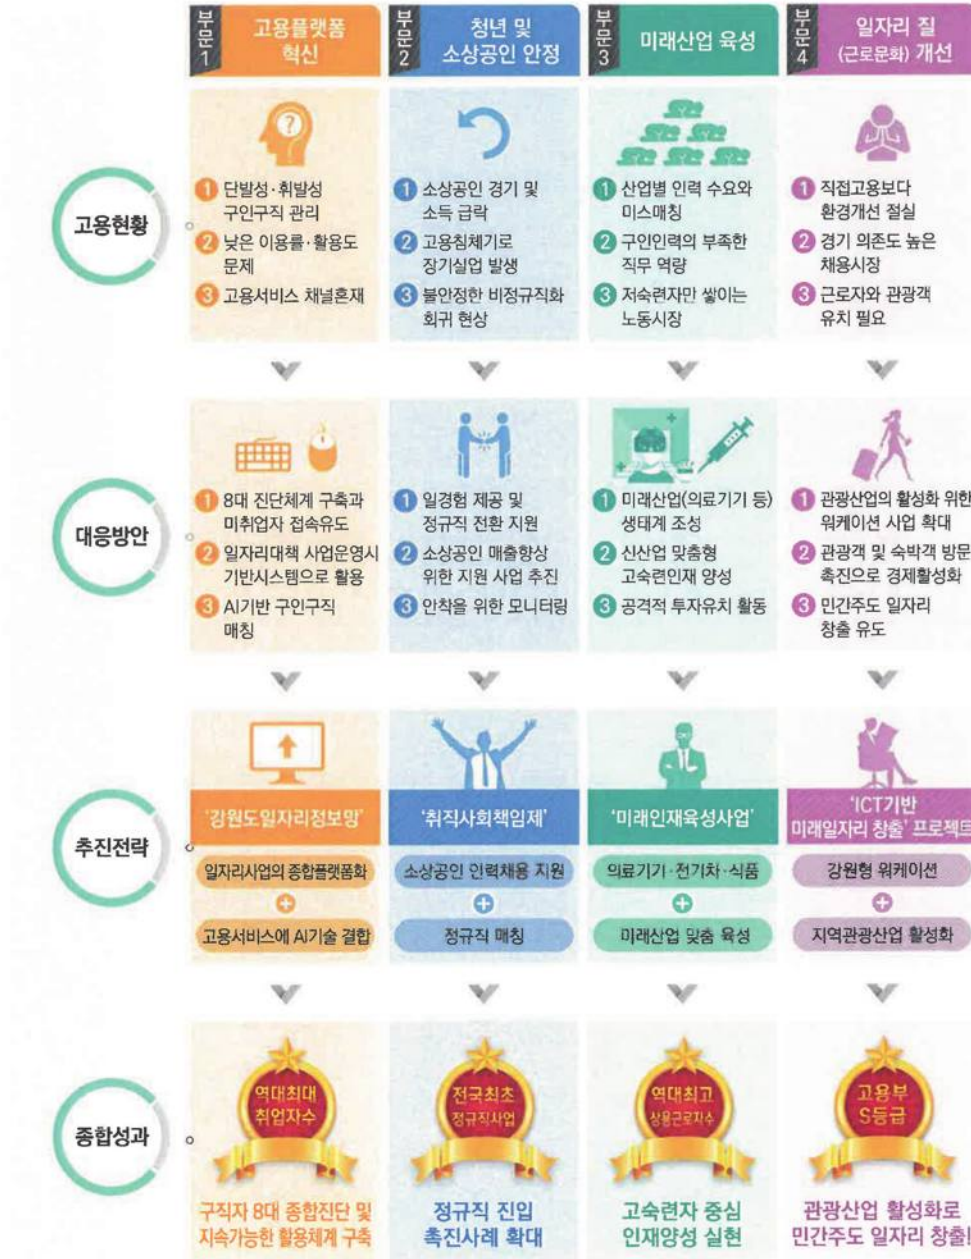 부문1
고용플랫폼
혁신
부문2
청년 및
소상공인 안정
부문3
미래산업 육성
부문4
일자리 질
(근로문화) 개선
고용현황
?
1 단발성·휘발성
구인구직 관리
2 낮은 이용률·활용도
문제
3 고용서비스 채널혼재
1 소상공인 경기 및
소득 급락
2 고용침체기로
장기실업 발생
3 불안정한 비정규직화
회귀 현상
1 산업별 인력 수요와
미스매칭
2 구인인력의 부족한
직무 역량
3 저숙련자만 쌓이는
노동시장
1 직접고용보다
환경개선 절실
2 경기 의존도 높은
채용시장
3 근로자와 관광객
유치 필요
대응방안
1 8대 진단체계 구축과
미취업자 접속유도
2 일자리대책 사업운영시
기반시스템으로 활용
3 AI기반 구인구직
매칭
1 일경험 제공 및
정규직 전환 지원
2 소상공인 매출향상
위한 지원 사업 추진
3 안착을 위한 모니터링
1 미래산업(의료기기 등)
생태계 조성
2 신산업 맞춤형
고숙련인재 양성
3 공격적 투자유치 활동
1 관광산업의 활성화 위한
워케이션 사업 확대
2 관광객 및 숙박객 방문
촉진으로 경제활성화
3 민간주도 일자리
창출 유도
추진전략
'강원도일자리정보망'
일자리사업의 종합플랫폼화
+
고용서비스에 AI기술 결합
'취직사회책임제'
소상공인 인력채용 지원
+
정규직 매칭
'미래인재육성사업'
의료기기·전기차·식품
+
미래산업 맞춤 육성
'ICT기반
미래일자리 창출' 프로젝트
강원형 워케이션
+
지역관광산업 활성화
종합성과
역대최대
취업자수
구직자 8대 종합진단 및
지속가능한 활용체계 구축
전국최초
정규직사업
정규직 진입
촉진사례 확대
역대최고
상용근로자수
고숙련자 중심
인재양성 실현
고용부
S등급
관광산업 활성화로
민간주도 일자리 창출!